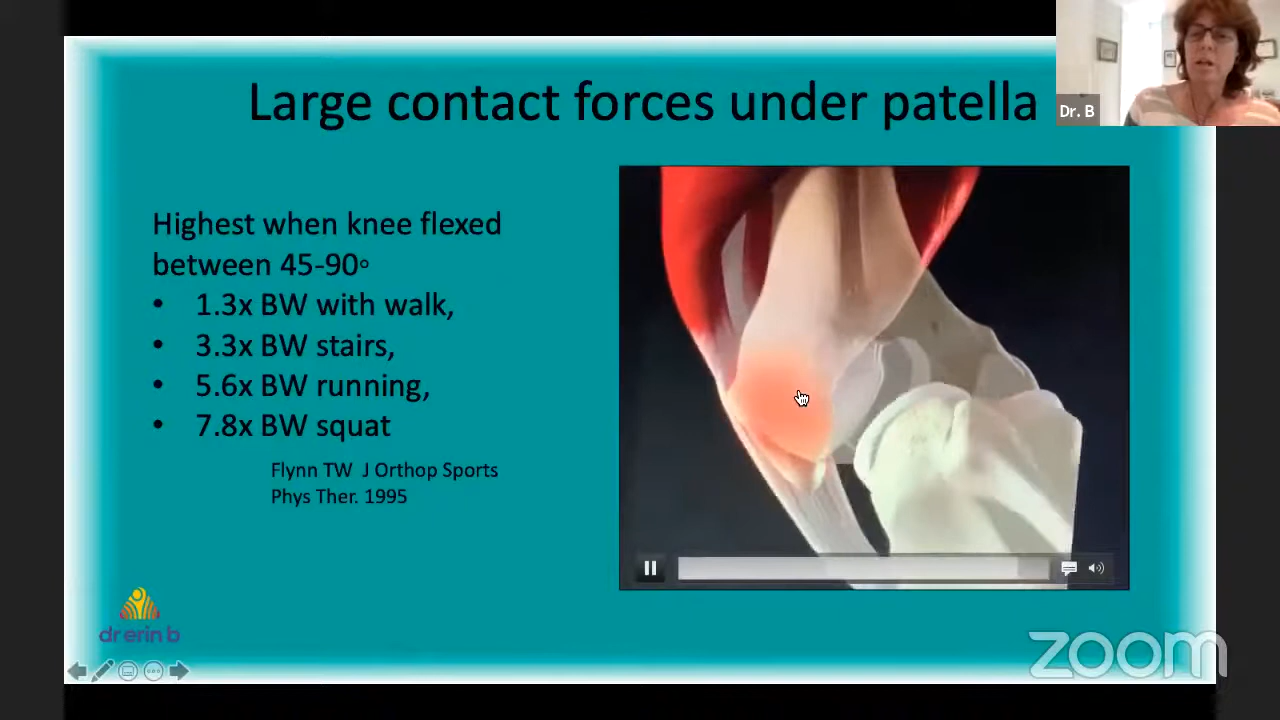 Large contact forces under patella
Dr. B
Highest when knee flexed
between 45-90°
• 1.3x BW with walk,
• 3.3x BW stairs,
• 5.6x BW running,
• 7.8x BW squat
Flynn TW J Orthop Sports
Phys Ther. 1995
dr erin b
zoom